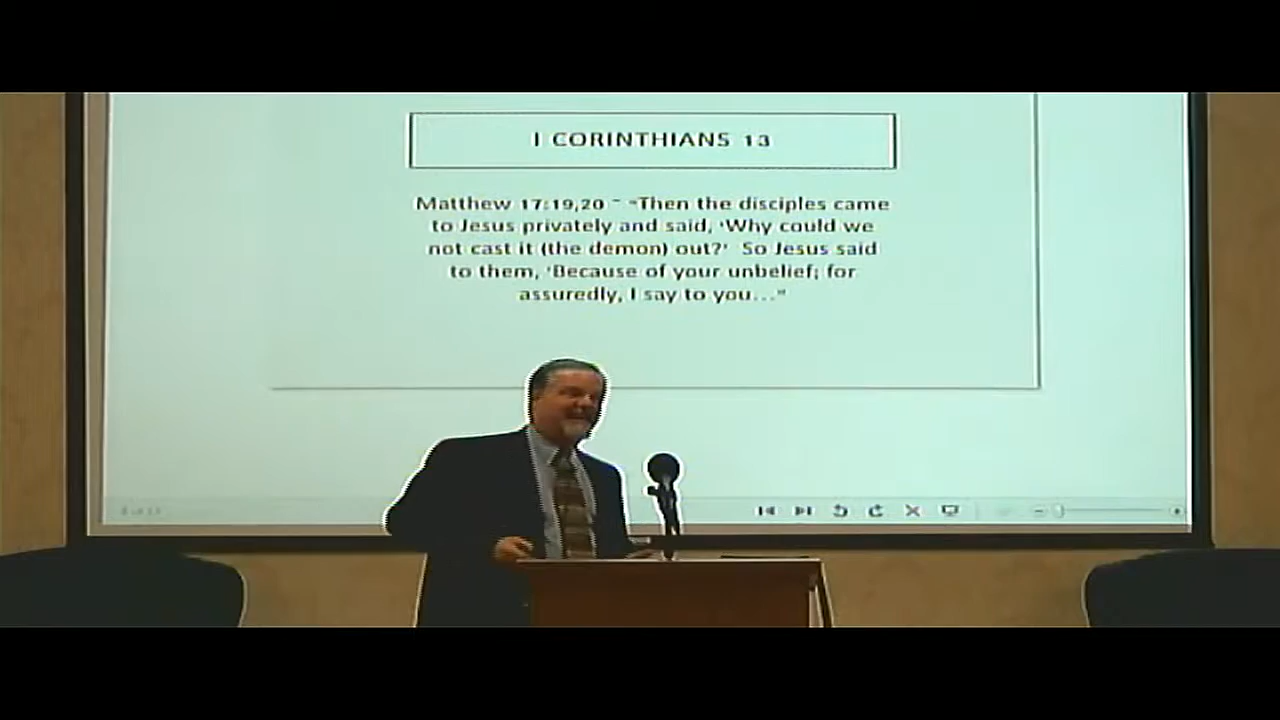 I CORINTHIANS 13
Matthew 17:19,20 - "Then the disciples came
to Jesus privately and said, 'Why could we
not cast it (the demon) out?' So Jesus said
to them, 'Because of your unbelief; for
assuredly, I say to you..."